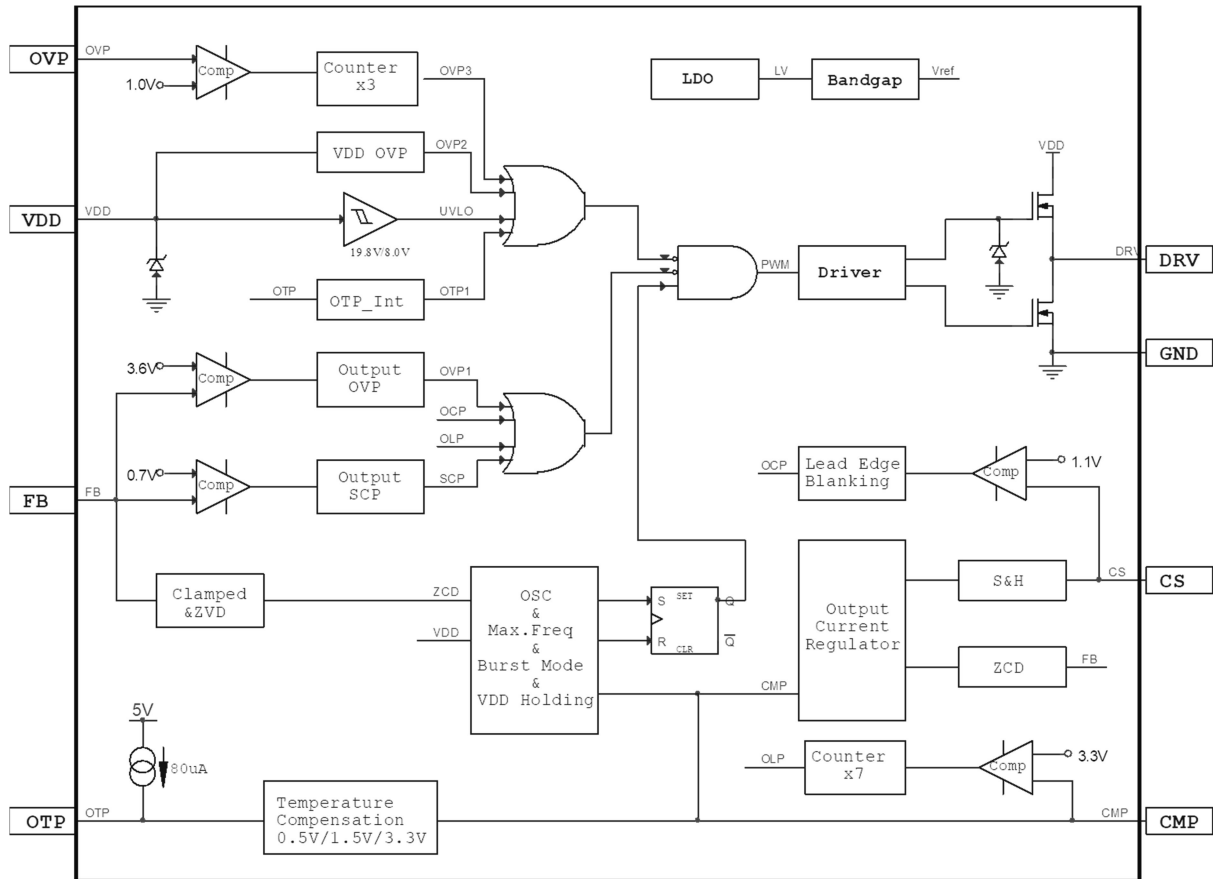 OVP
OVP
1.0V
Comp
Counter
x3
OVP3
LDO
LV
Bandgap
Vref
VDD OVP
OVP2
VDD
VDD
VDD
UVLO
19.8V/8.0V
OTP
OTP_Int
OTP1
PWM
Driver
DRV
DRV
GND
3.6V
Comp
Output
OVP
OVP1
OCP
OLP
0.7V
Comp
Output
SCP
SCP
FB
FB
OCP
Lead Edge
Blanking
Comp
1.1V
Clamped
&ZVD
ZCD
VDD
OSC
&
Max.Freq
&
Burst Mode
&
VDD Holding
S
SET
Q
R
CLR
Q
CMP
Output
Current
Regulator
S&H
CS
CS
ZCD
FB
5V
80uA
OTP
OTP
Temperature
Compensation
0.5V/1.5V/3.3V
OLP
Counter
x7
Comp
3.3V
CMP
CMP